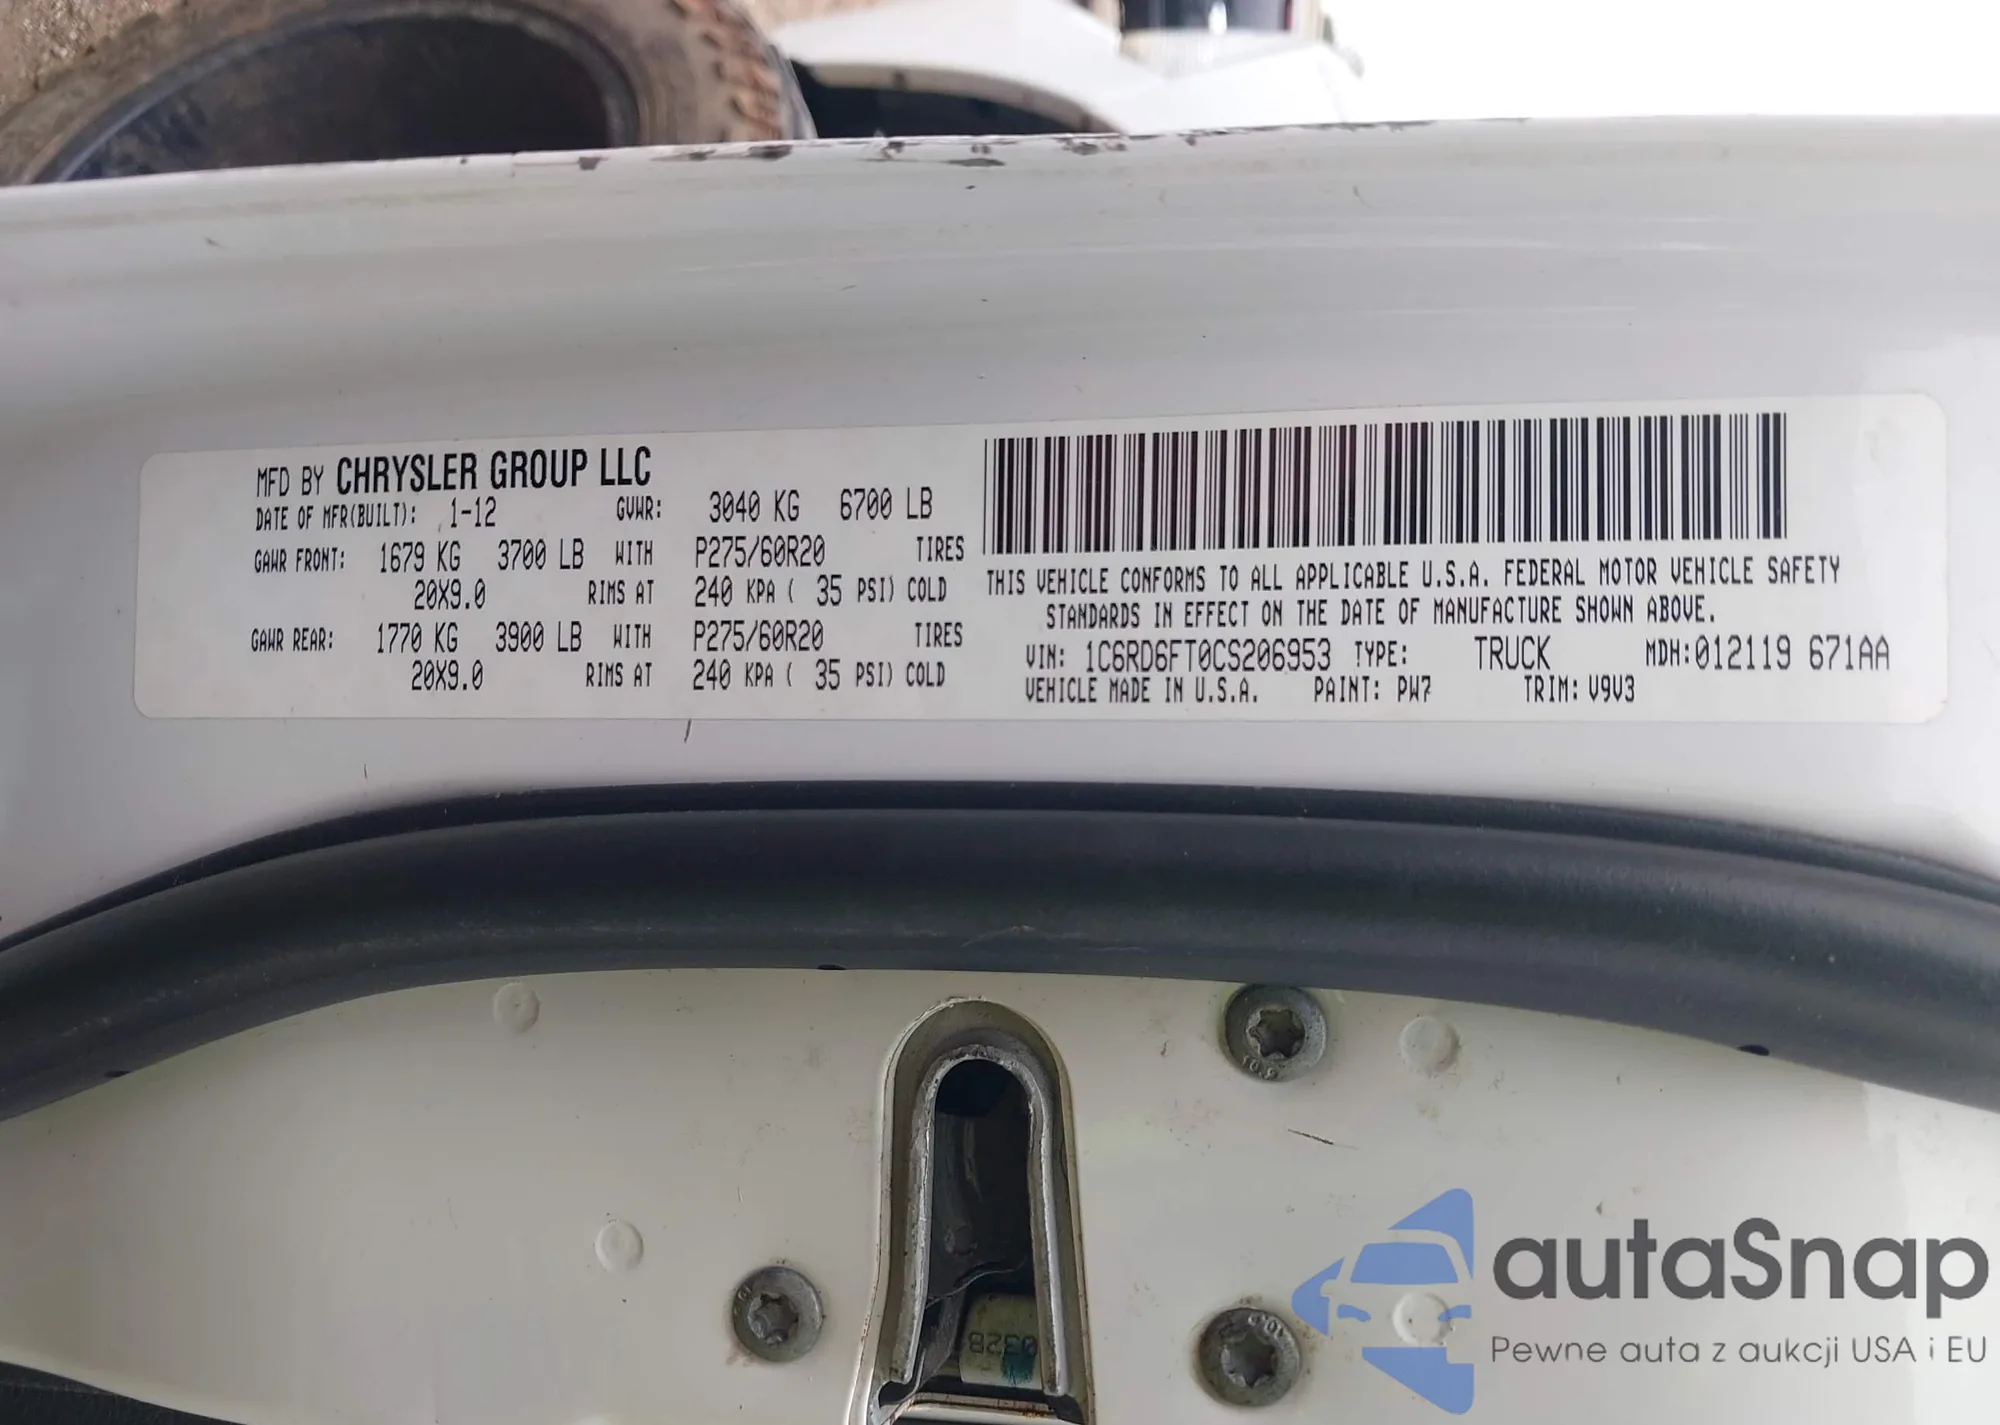 MFD BY CHRYSLER GROUP LLC
DATE OF MFR(BUILT): 1-12 GVWR: 3040 KG 6700 LB
GAWR FRONT: 1679 KG 3700 LB WITH P275/60R20 TIRES
20X9.0 RIMS AT 240 KPA ( 35 PSI) COLD
GAWR REAR: 1770 KG 3900 LB WITH P275/60R20 TIRES
20X9.0 RIMS AT 240 KPA ( 35 PSI) COLD
THIS VEHICLE CONFORMS TO ALL APPLICABLE U.S.A. FEDERAL MOTOR VEHICLE SAFETY
STANDARDS IN EFFECT ON THE DATE OF MANUFACTURE SHOWN ABOVE.
VIN: 1C6RD6FT0CS206953 TYPE: TRUCK MDH:012119 671AA
VEHICLE MADE IN U.S.A. PAINT: PW7 TRIM: V9V3
10.9
0328
autaSnap
Pewne auta z aukcji USA i EU